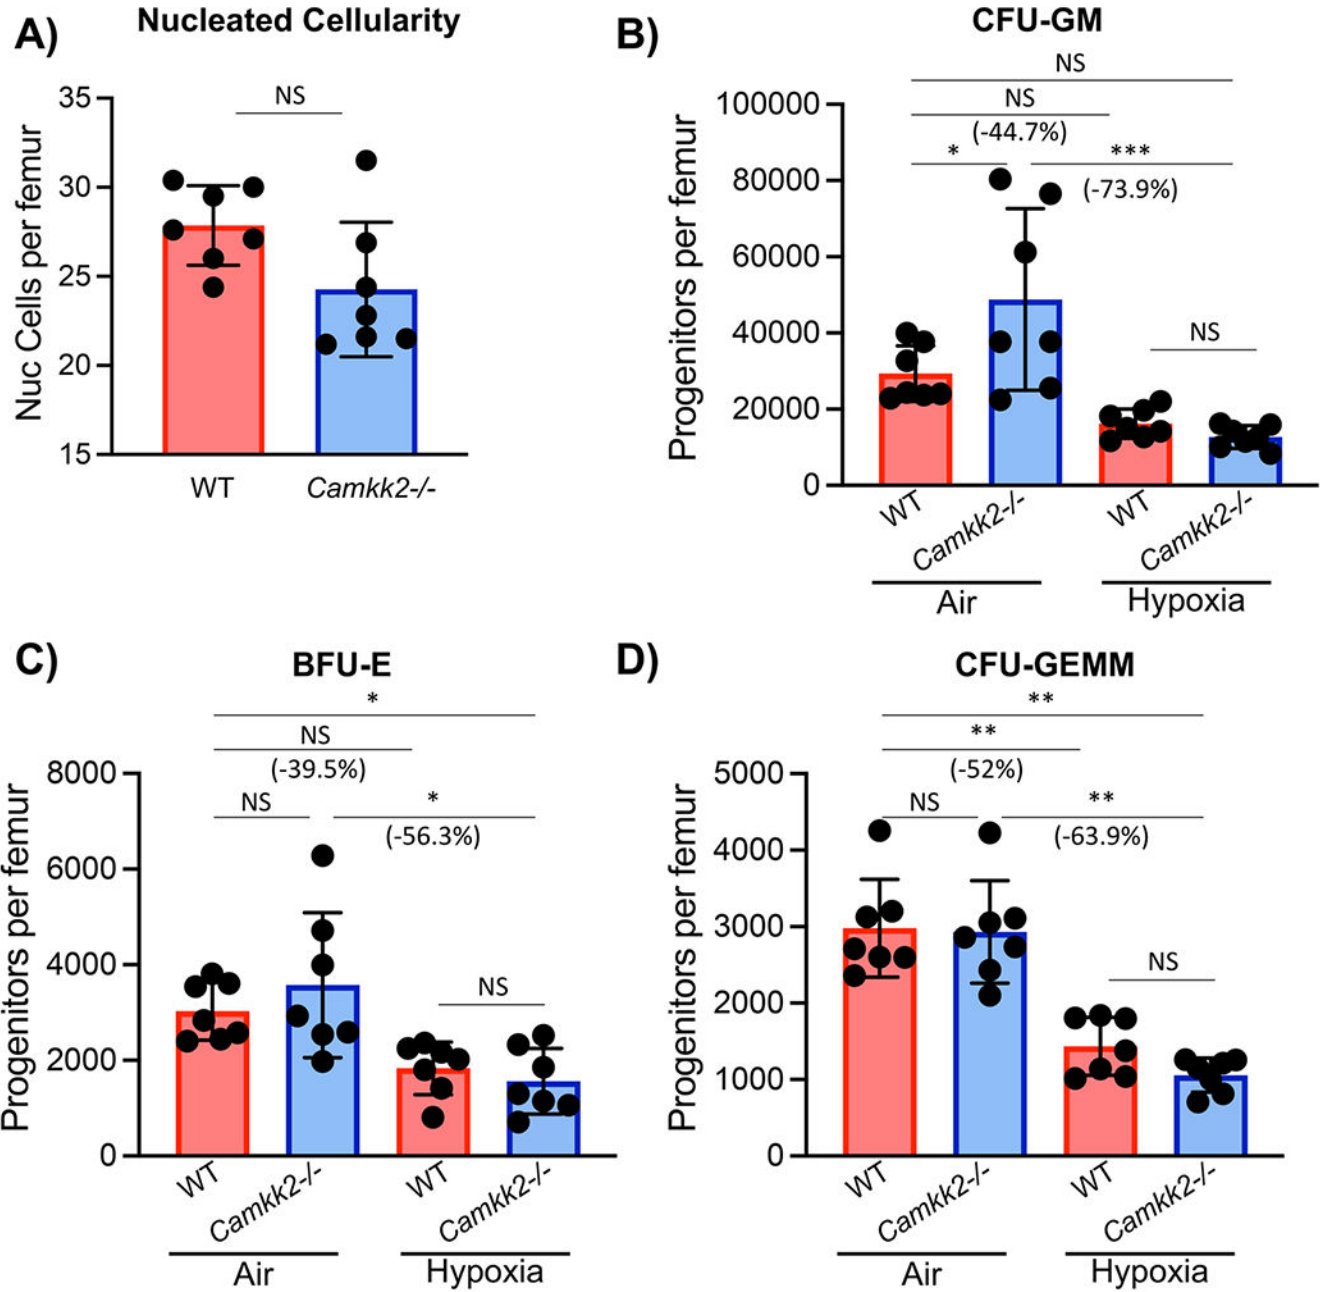 A)
Nucleated Cellularity
NS
Nuc Cells per femur
35
30
25
20
15
WT
Camkk2-/-
B)
CFU-GM
NS
NS
(-44.7%)
*
***
(-73.9%)
NS
Progenitors per femur
100000
80000
60000
40000
20000
0
WT
Camkk2-/-
WT
Camkk2-/-
Air
Hypoxia
C)
BFU-E
*
NS
(-39.5%)
NS
*
(-56.3%)
NS
Progenitors per femur
8000
6000
4000
2000
0
WT
Camkk2-/-
WT
Camkk2-/-
Air
Hypoxia
D)
CFU-GEMM
**
**
(-52%)
NS
**
(-63.9%)
NS
Progenitors per femur
5000
4000
3000
2000
1000
0
WT
Camkk2-/-
WT
Camkk2-/-
Air
Hypoxia